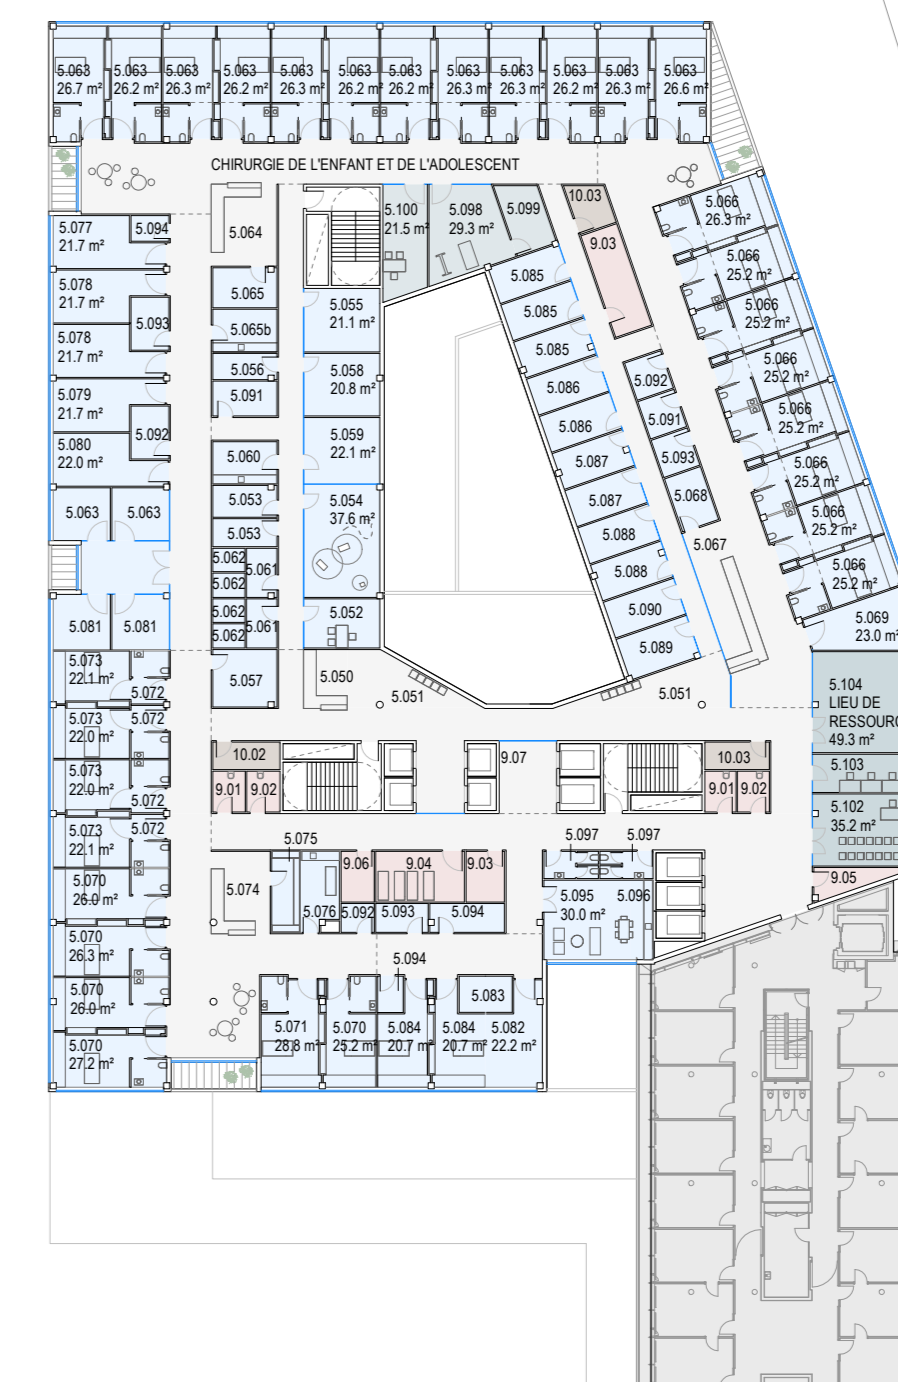 5.063 5.063 5.063 5.063 5.063 5.063 5.063 5.063 5.063 5.063 5.063 5.063
26.7 m² 26.2 m² 26.3 m² 26.2 m² 26.3 m² 26.2 m² 26.2 m² 26.3 m² 26.3 m² 26.2 m² 26.3 m² 26.6 m²
CHIRURGIE DE L'ENFANT ET DE L'ADOLESCENT
5.077
21.7 m²
5.094
5.078
21.7 m²
5.093
5.078
21.7 m²
5.079
21.7 m²
5.092
5.080
22.0 m²
5.063
5.063
5.081
5.081
5.073
22.1 m²
5.072
5.073
22.0 m²
5.072
5.073
22.0 m²
5.072
5.073
22.1 m²
5.072
5.070
26.0 m²
5.070
26.3 m²
5.070
26.0 m²
5.070
27.2 m²
5.064
5.065
5.065b
5.056
5.091
5.060
5.053
5.053
5.062
5.061
5.062
5.062
5.061
5.062
5.057
5.055
21.1 m²
5.058
20.8 m²
5.059
22.1 m²
5.054
37.6 m²
5.052
5.050
5.051
5.100
21.5 m²
5.098
29.3 m²
5.099
10.03
9.03
5.085
5.085
5.085
5.086
5.086
5.087
5.087
5.088
5.088
5.090
5.089
5.092
5.091
5.093
5.068
5.067
5.051
5.066
26.3 m²
5.066
25.2 m²
5.066
25.2 m²
5.066
25.2 m²
5.066
25.2 m²
5.066
25.2 m²
5.066
25.2 m²
5.066
25.2 m²
5.069
23.0 m²
5.104
LIEU DE
RESSOURC
49.3 m²
5.103
5.102
35.2 m²
9.05
10.02
9.01
9.02
9.07
10.03
9.01
9.02
5.075
5.074
5.076
9.06
9.04
9.03
5.092
5.093
5.094
5.097
5.097
5.095
30.0 m²
5.096
5.094
5.083
5.071
28.8 m²
5.070
25.2 m²
5.084
20.7 m²
5.084
20.7 m²
5.082
22.2 m²